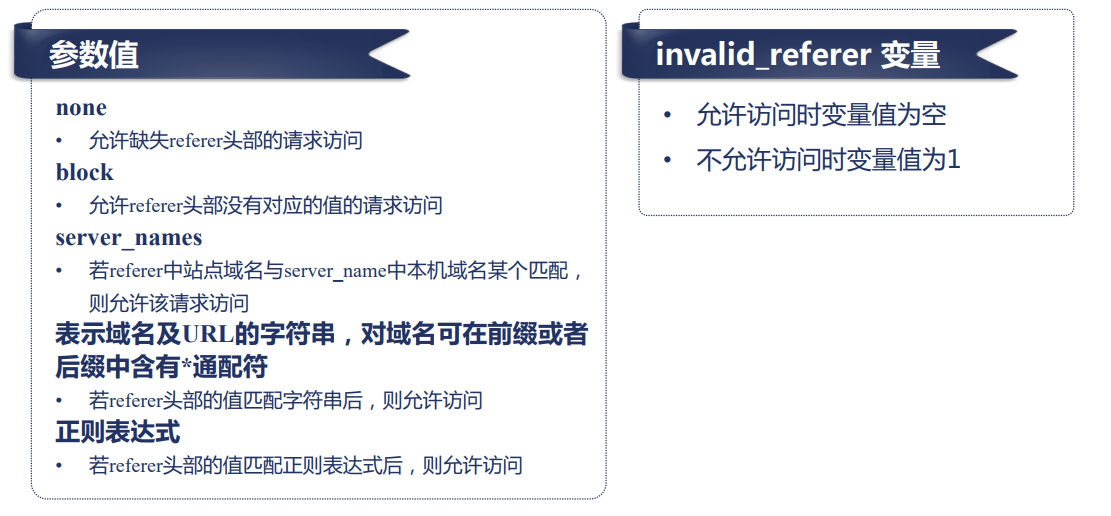 参数值
none
• 允许缺失referer头部的请求访问
block
• 允许referer头部没有对应的值的请求访问
server_names
• 若referer中站点域名与server_name中本机域名某个匹配，
则允许该请求访问
表示域名及URL的字符串，对域名可在前缀或者
后缀中含有*通配符
• 若referer头部的值匹配字符串后，则允许访问
正则表达式
• 若referer头部的值匹配正则表达式后，则允许访问
invalid_referer 变量
• 允许访问时变量值为空
• 不允许访问时变量值为1